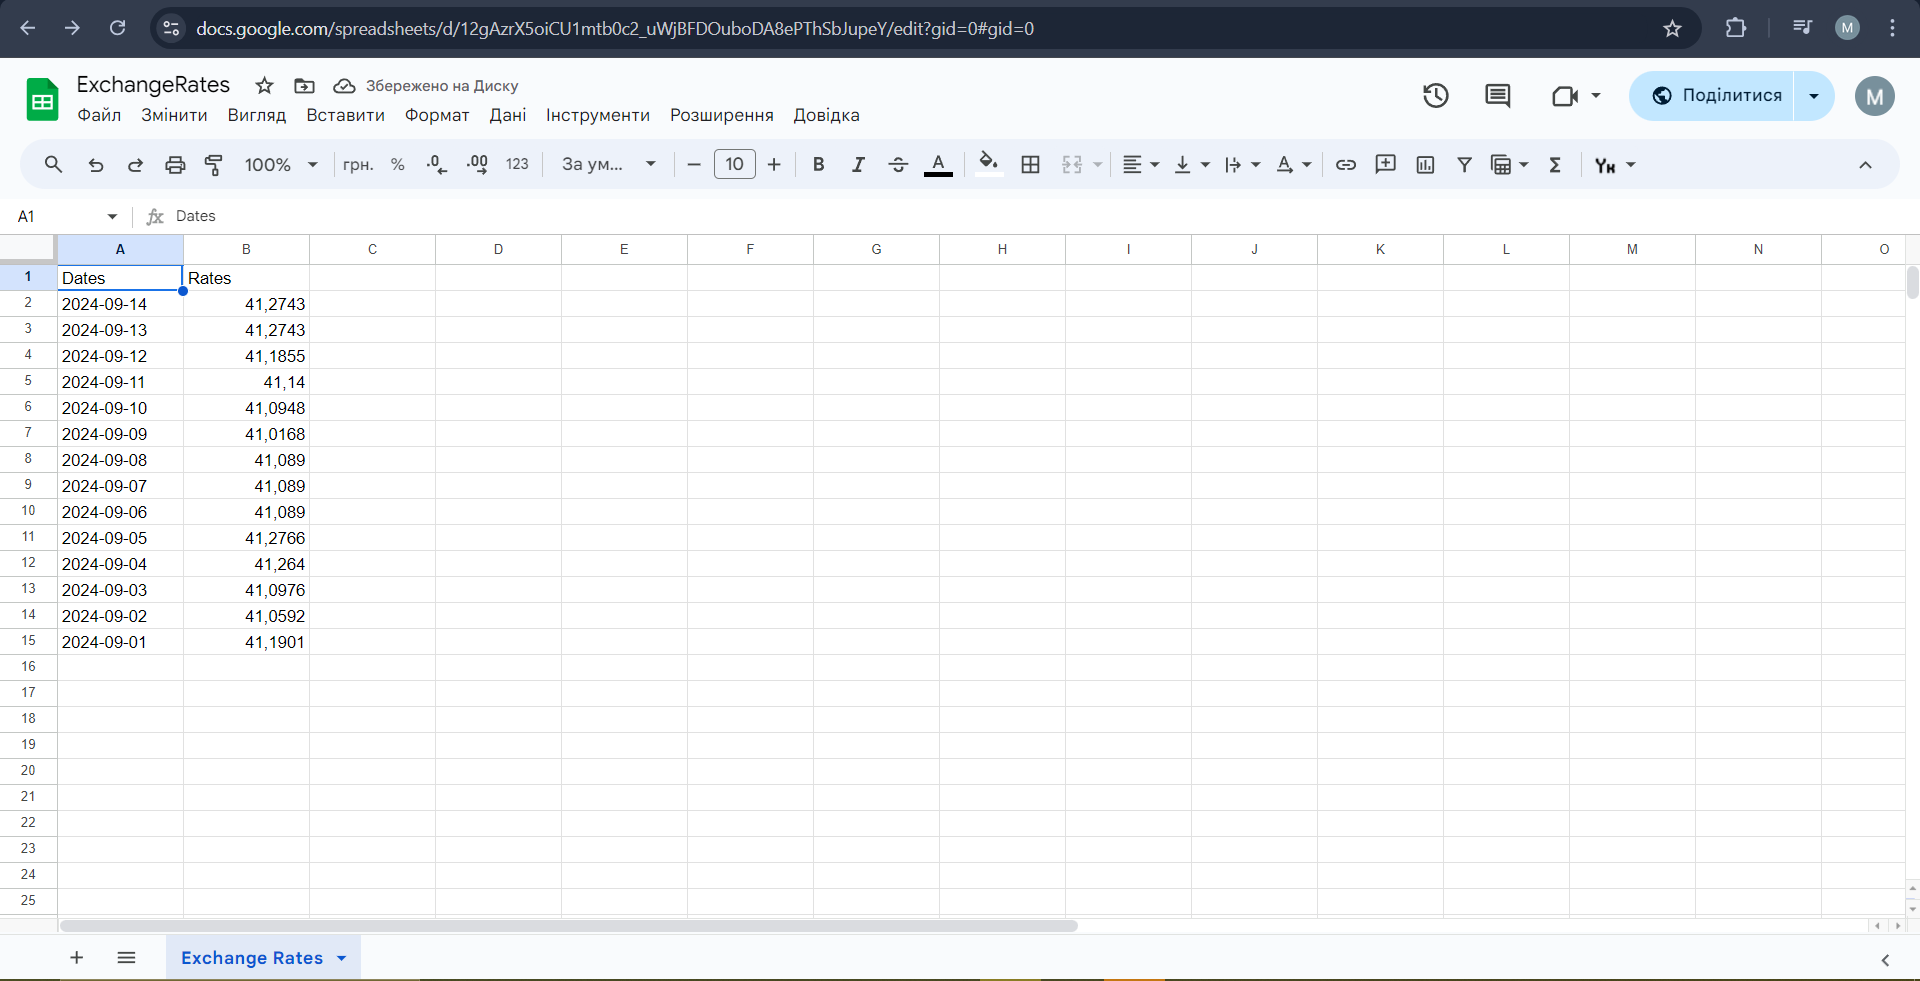 docs.google.com/spreadsheets/d/12gAzrX5oiCU1mtb0c2_uWjBFDOuboDA8ePThSbJupeY/edit?gid=0#gid=0
M
ExchangeRates Збережено на Диску
Файл Змінити Вигляд Вставити Формат Дані Інструменти Розширення Довідка
Поділитися
M
100% грн. % .0 .00 123 За ум... 10 B I A Ун
A1 fx Dates
A B C D E F G H I J K L M N O
1 Dates Rates
2 2024-09-14 41,2743
3 2024-09-13 41,2743
4 2024-09-12 41,1855
5 2024-09-11 41,14
6 2024-09-10 41,0948
7 2024-09-09 41,0168
8 2024-09-08 41,089
9 2024-09-07 41,089
10 2024-09-06 41,089
11 2024-09-05 41,2766
12 2024-09-04 41,264
13 2024-09-03 41,0976
14 2024-09-02 41,0592
15 2024-09-01 41,1901
16
17
18
19
20
21
22
23
24
25
Exchange Rates